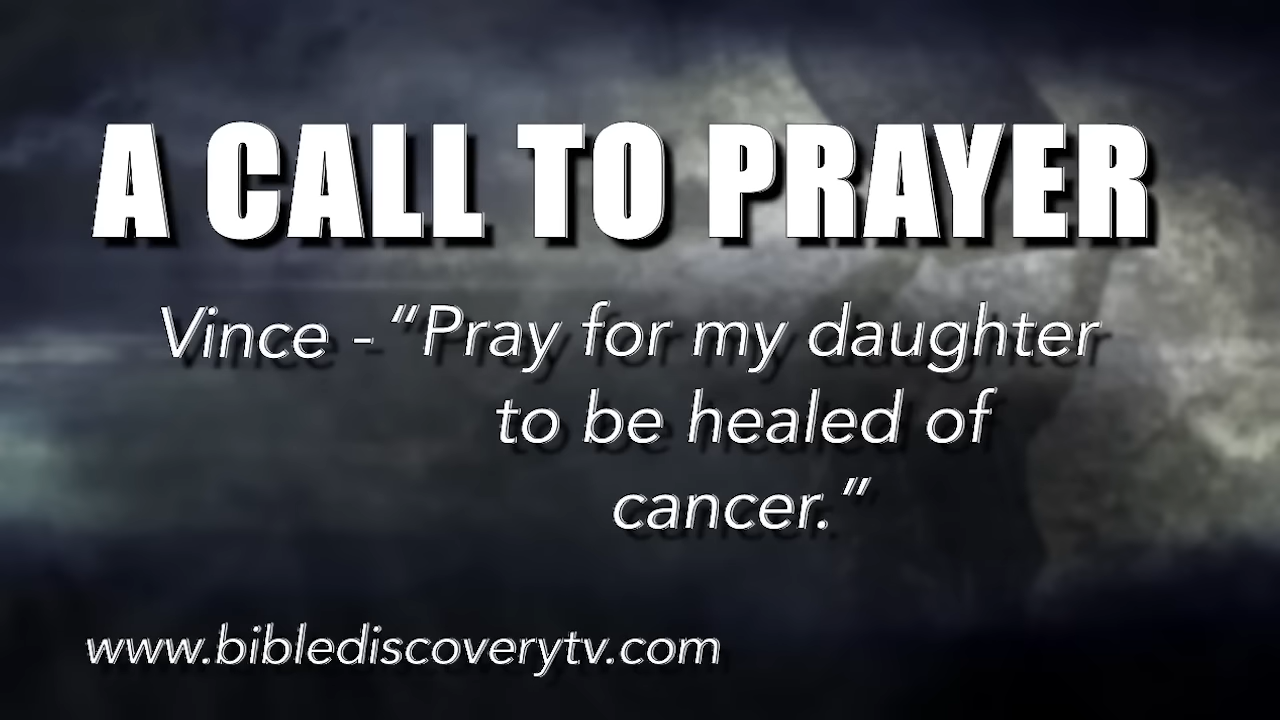 A CALL TO PRAYER
Vince - “Pray for my daughter
to be healed of
cancer.”
www.biblediscoverytv.com